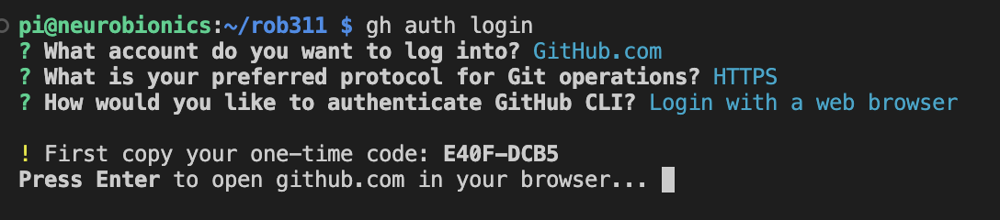 pi@neurobionics:~/rob311 $ gh auth login
? What account do you want to log into? GitHub.com
? What is your preferred protocol for Git operations? HTTPS
? How would you like to authenticate GitHub CLI? Login with a web browser
! First copy your one-time code: E40F-DCB5
Press Enter to open github.com in your browser...